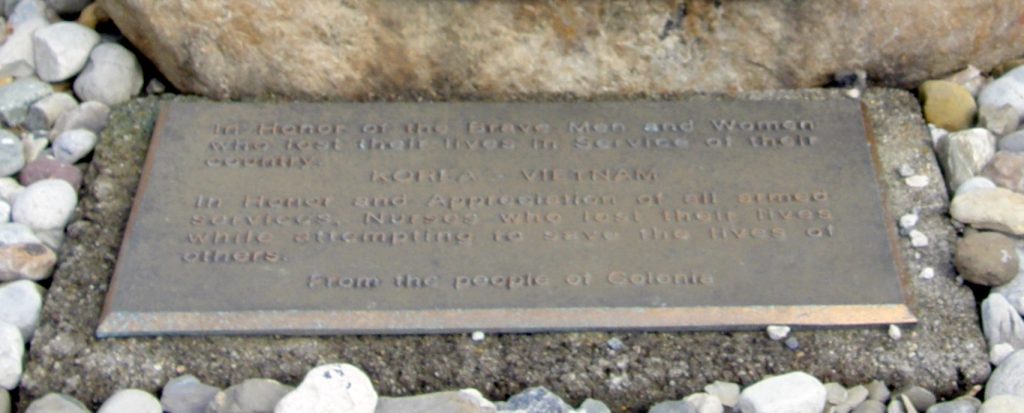 In Honor of the Brave Men and Women
who lost their lives in Service of their
country.
KOREA - VIETNAM
In Honor and Appreciation of all armed
services, Nurses who lost their lives
while attempting to save the lives of
others.
From the people of Colonia